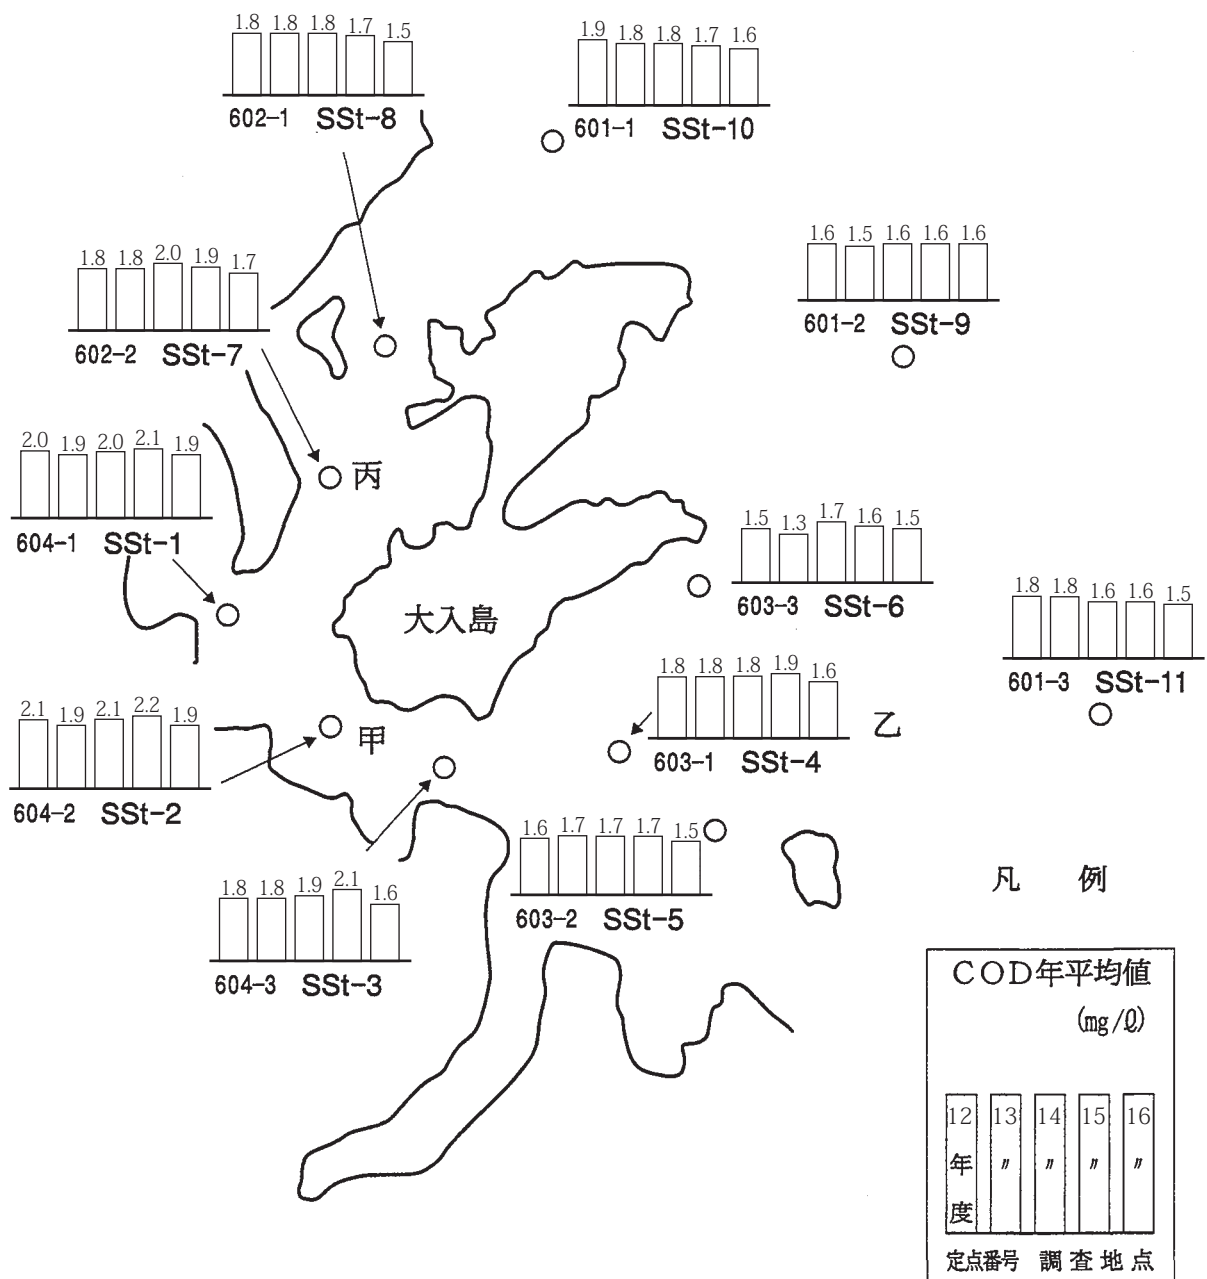 1.8 1.8 1.8 1.7 1.5
602-1 SSt-8
1.9 1.8 1.8 1.7 1.6
601-1 SSt-10
1.8 1.8 2.0 1.9 1.7
602-2 SSt-7
1.6 1.5 1.6 1.6 1.6
601-2 SSt-9
2.0 1.9 2.0 2.1 1.9
604-1 SSt-1
丙
1.5 1.3 1.7 1.6 1.5
603-3 SSt-6
大入島
1.8 1.8 1.6 1.6 1.5
601-3 SSt-11
1.8 1.8 1.8 1.9 1.6
603-1 SSt-4
乙
2.1 1.9 2.1 2.2 1.9
604-2 SSt-2
甲
1.6 1.7 1.7 1.7 1.5
603-2 SSt-5
1.8 1.8 1.9 2.1 1.6
604-3 SSt-3
凡 例
COD年平均値
(mg/ℓ)
12 13 14 15 16
年度 〃 〃 〃 〃
定点番号 調査地点